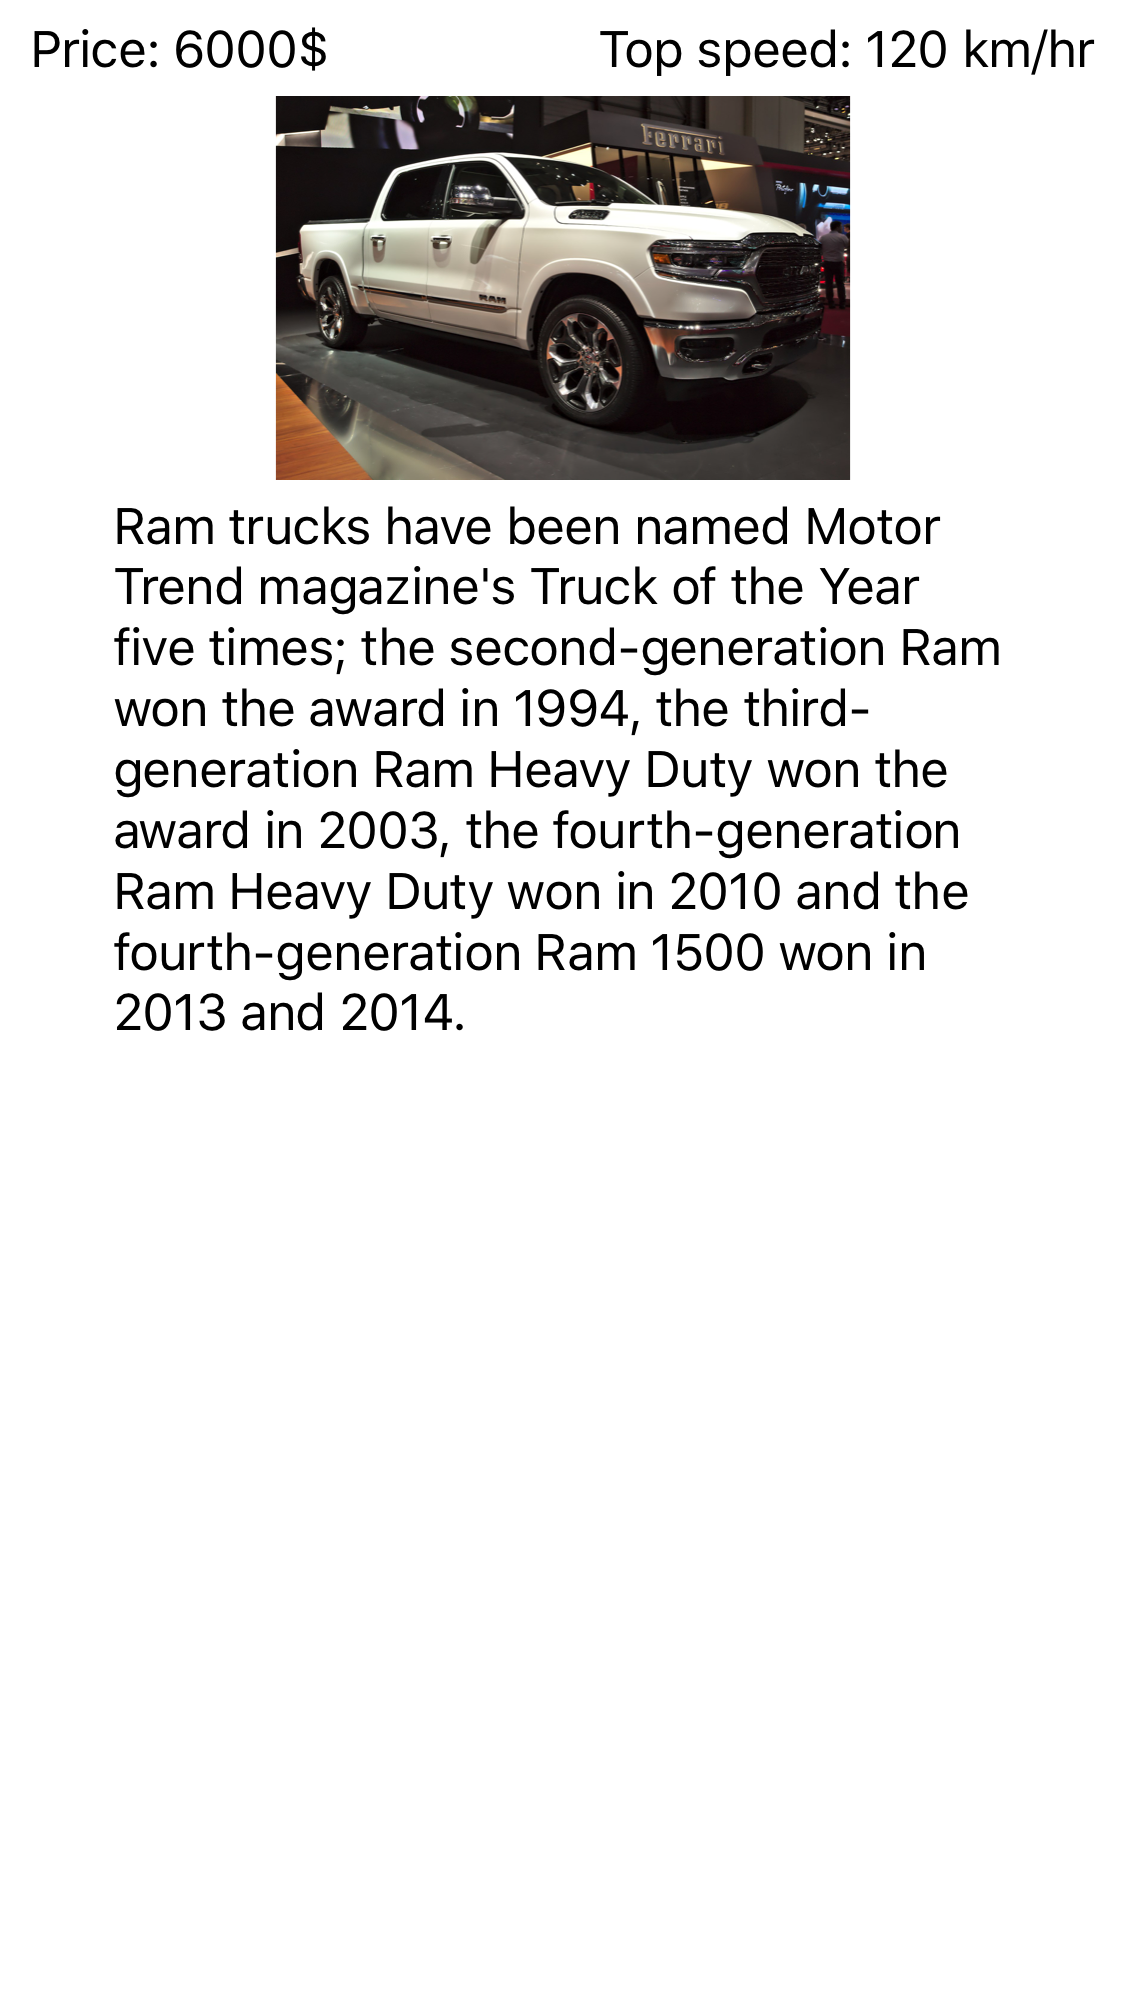 Price: 6000$
Top speed: 120 km/hr
Ferrari
RAM
Ram trucks have been named Motor
Trend magazine's Truck of the Year
five times; the second-generation Ram
won the award in 1994, the third-
generation Ram Heavy Duty won the
award in 2003, the fourth-generation
Ram Heavy Duty won in 2010 and the
fourth-generation Ram 1500 won in
2013 and 2014.